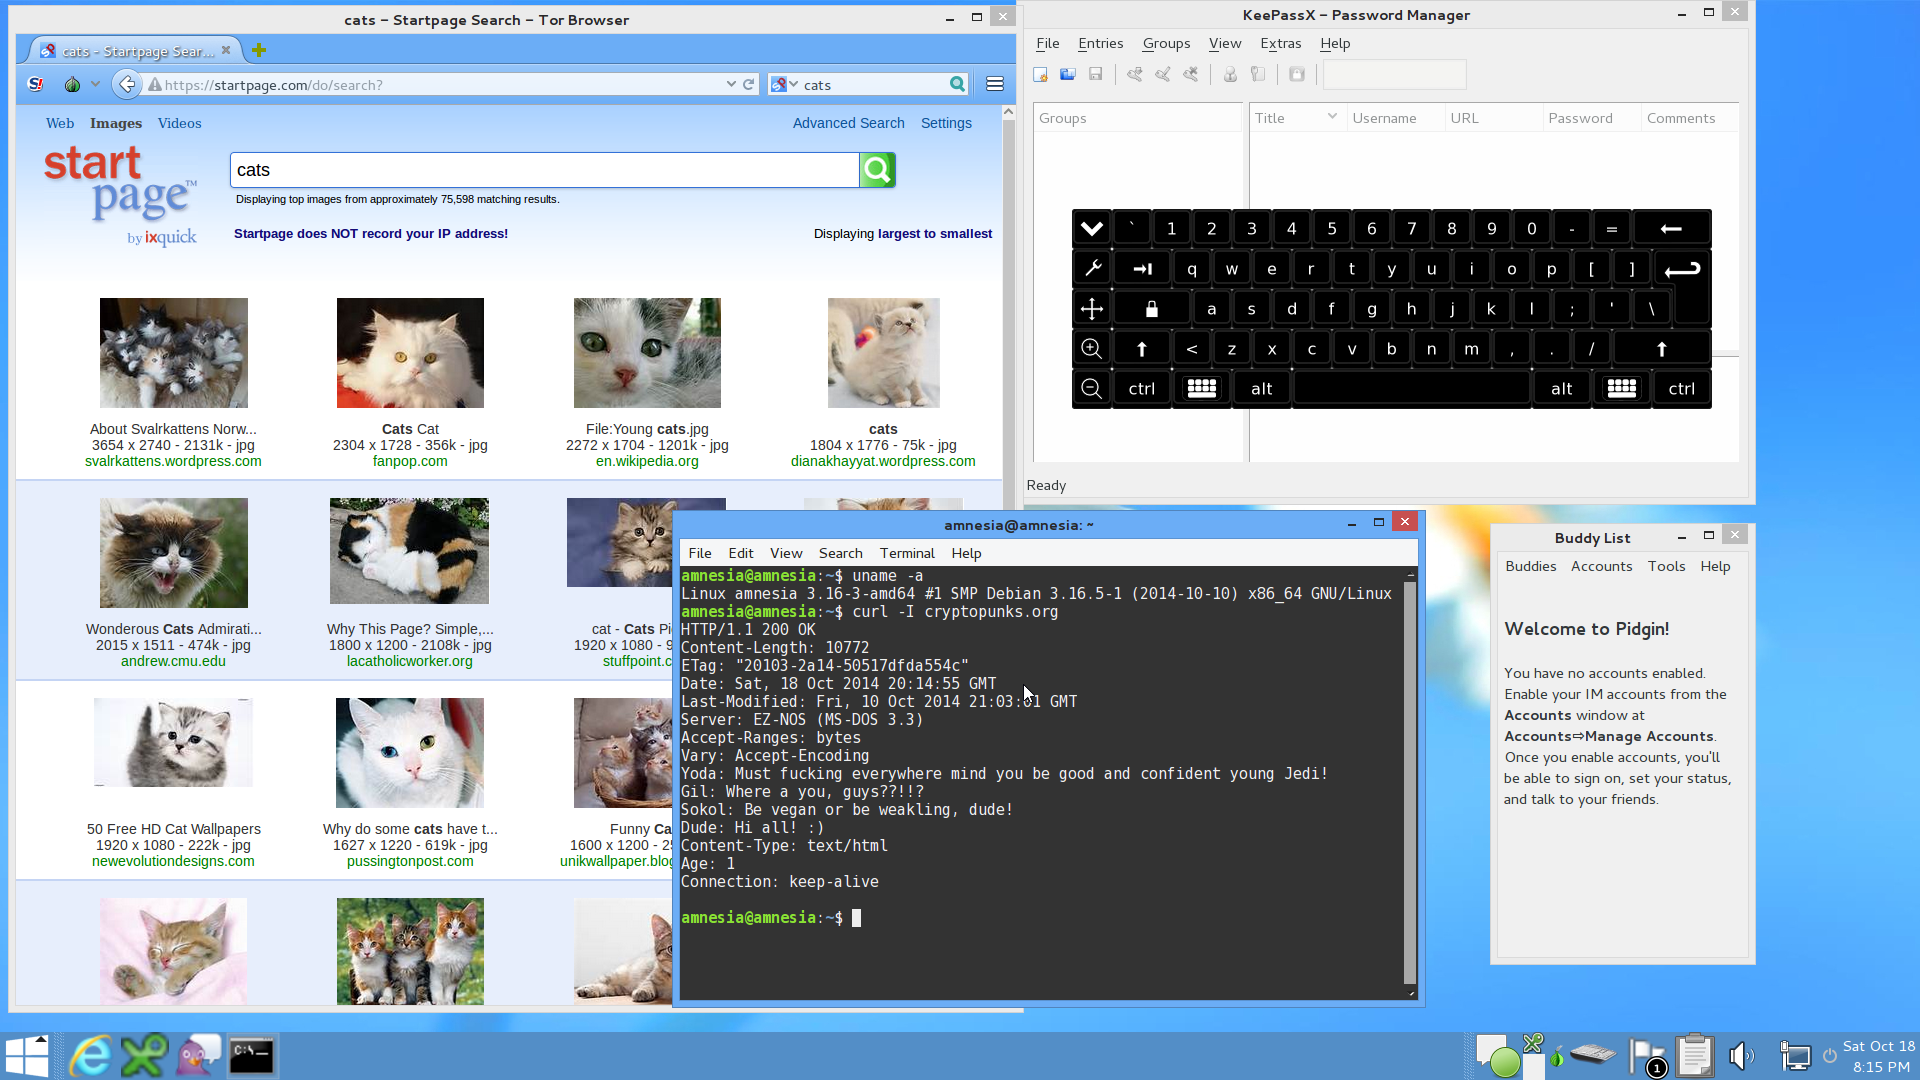 cats – Startpage Search – Tor Browser
cats - Startpage Sear...
https://startpage.com/do/search?
cats
Web Images Videos
Advanced Search Settings
start
page™
by ixquick
cats
Displaying top images from approximately 75,598 matching results.
Startpage does NOT record your IP address!
Displaying largest to smallest
About Svalrkattens Norw...
3654 x 2740 - 2131k - jpg
svalrkattens.wordpress.com
Cats Cat
2304 x 1728 - 356k - jpg
fanpop.com
File:Young cats.jpg
2272 x 1704 - 1201k - jpg
en.wikipedia.org
cats
1804 x 1776 - 75k - jpg
dianakhayyat.wordpress.com
Wonderous Cats Admirati...
2015 x 1511 - 474k - jpg
andrew.cmu.edu
Why This Page? Simple,...
1800 x 1200 - 2108k - jpg
lacatholicworker.org
cat - Cats Pi
1920 x 1080 - 9
stuffpoint.c
50 Free HD Cat Wallpapers
1920 x 1080 - 222k - jpg
newevolutiondesigns.com
Why do some cats have t...
1627 x 1220 - 619k - jpg
pussingtonpost.com
Funny Ca
1600 x 1200 - 25
unikwallpaper.blog
KeePassX – Password Manager
File Entries Groups View Extras Help
Groups
Title Username URL Password Comments
` 1 2 3 4 5 6 7 8 9 0 - =
q w e r t y u i o p [ ]
a s d f g h j k l ; ' \
< z x c v b n m , . /
ctrl alt alt ctrl
Ready
amnesia@amnesia: ~
File Edit View Search Terminal Help
amnesia@amnesia:~$ uname -a
Linux amnesia 3.16-3-amd64 #1 SMP Debian 3.16.5-1 (2014-10-10) x86_64 GNU/Linux
amnesia@amnesia:~$ curl -I cryptopunks.org
HTTP/1.1 200 OK
Content-Length: 10772
ETag: "20103-2a14-50517dfda554c"
Date: Sat, 18 Oct 2014 20:14:55 GMT
Last-Modified: Fri, 10 Oct 2014 21:03:01 GMT
Server: EZ-NOS (MS-DOS 3.3)
Accept-Ranges: bytes
Vary: Accept-Encoding
Yoda: Must fucking everywhere mind you be good and confident young Jedi!
Gil: Where a you, guys??!!?
Sokol: Be vegan or be weakling, dude!
Dude: Hi all! :)
Content-Type: text/html
Age: 1
Connection: keep-alive
amnesia@amnesia:~$
Buddy List
Buddies Accounts Tools Help
Welcome to Pidgin!
You have no accounts enabled.
Enable your IM accounts from the
Accounts window at
Accounts⇨Manage Accounts.
Once you enable accounts, you'll
be able to sign on, set your status,
and talk to your friends.
C:\.
1
Sat Oct 18
8:15 PM